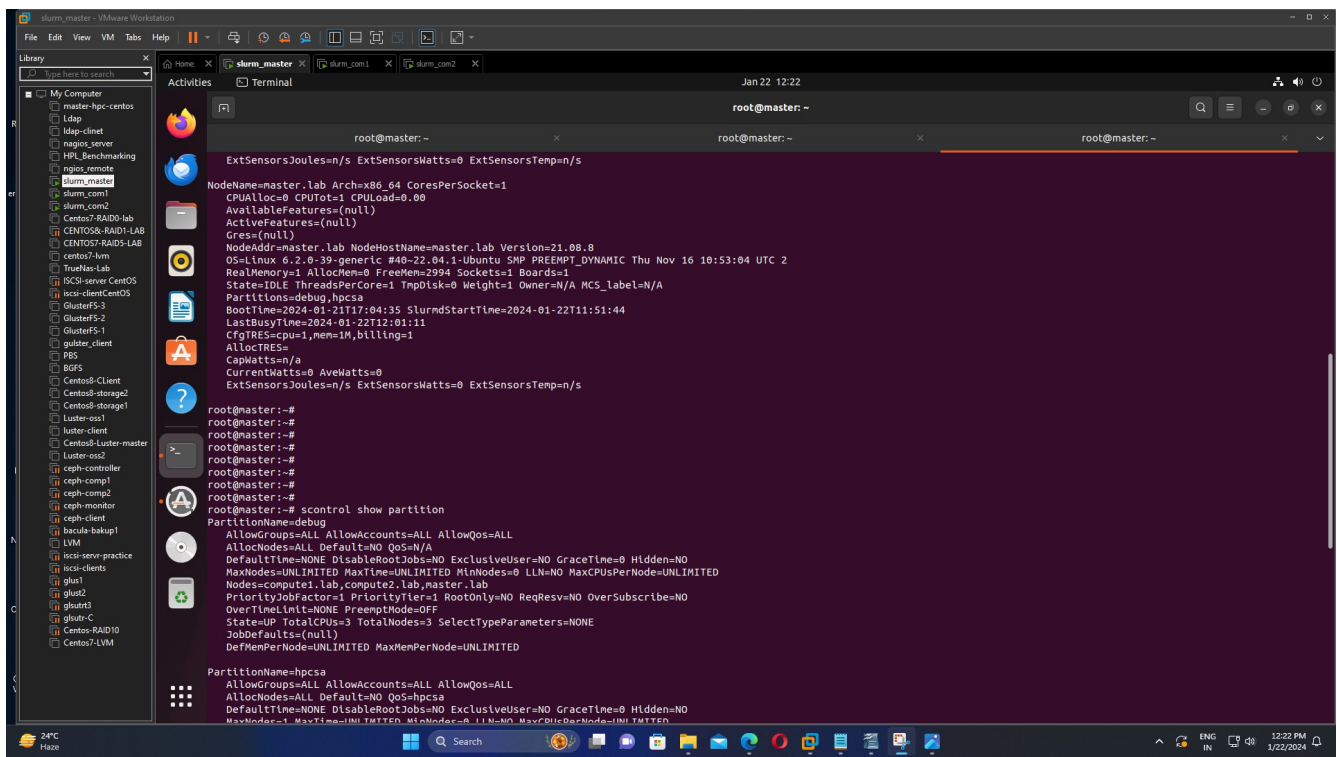 slurm_master - VMware Workstation
File Edit View VM Tabs Help
Library
Type here to search
My Computer
master-hpc-centos
Ldap
ldap-clinet
nagios_server
HPL_Benchmarking
ngios_remote
slurm_master
slurm_com1
slurm_com2
Centos7-RAID0-lab
CENTOS&-RAID1-LAB
CENTOS7-RAID5-LAB
centos7-lvm
TrueNas-Lab
ISCSI-server CentOS
iscsi-clientCentOS
GlusterFS-3
GlusterFS-2
GlusterFS-1
gulster_client
PBS
BGFS
Centos8-CLient
Centos8-storage2
Centos8-storage1
Luster-oss1
luster-client
Centos8-Luster-master
Luster-oss2
ceph-controller
ceph-comp1
ceph-comp2
ceph-monitor
ceph-client
bacula-bakup1
LVM
iscsi-servr-practice
iscsi-clients
glus1
glust2
glsutrt3
glsutr-C
Centos-RAID10
Centos7-LVM
Home slurm_master slurm_com1 slurm_com2
Activities Terminal Jan 22 12:22
root@master: ~
root@master: ~ root@master: ~ root@master: ~
ExtSensorsJoules=n/s ExtSensorsWatts=0 ExtSensorsTemp=n/s
NodeName=master.lab Arch=x86_64 CoresPerSocket=1
CPUAlloc=0 CPUTot=1 CPULoad=0.00
AvailableFeatures=(null)
ActiveFeatures=(null)
Gres=(null)
NodeAddr=master.lab NodeHostName=master.lab Version=21.08.8
OS=Linux 6.2.0-39-generic #40~22.04.1-Ubuntu SMP PREEMPT_DYNAMIC Thu Nov 16 10:53:04 UTC 2
RealMemory=1 AllocMem=0 FreeMem=2994 Sockets=1 Boards=1
State=IDLE ThreadsPerCore=1 TmpDisk=0 Weight=1 Owner=N/A MCS_label=N/A
Partitions=debug,hpcsa
BootTime=2024-01-21T17:04:35 SlurmdStartTime=2024-01-22T11:51:44
LastBusyTime=2024-01-22T12:01:11
CfgTRES=cpu=1,mem=1M,billing=1
AllocTRES=
CapWatts=n/a
CurrentWatts=0 AveWatts=0
ExtSensorsJoules=n/s ExtSensorsWatts=0 ExtSensorsTemp=n/s
root@master:~#
root@master:~#
root@master:~#
root@master:~#
root@master:~#
root@master:~#
root@master:~#
root@master:~#
root@master:~# scontrol show partition
PartitionName=debug
AllowGroups=ALL AllowAccounts=ALL AllowQos=ALL
AllocNodes=ALL Default=NO QoS=N/A
DefaultTime=NONE DisableRootJobs=NO ExclusiveUser=NO GraceTime=0 Hidden=NO
MaxNodes=UNLIMITED MaxTime=UNLIMITED MinNodes=0 LLN=NO MaxCPUsPerNode=UNLIMITED
Nodes=compute1.lab,compute2.lab,master.lab
PriorityJobFactor=1 PriorityTier=1 RootOnly=NO ReqResv=NO OverSubscribe=NO
OverTimeLimit=NONE PreemptMode=OFF
State=UP TotalCPUs=3 TotalNodes=3 SelectTypeParameters=NONE
JobDefaults=(null)
DefMemPerNode=UNLIMITED MaxMemPerNode=UNLIMITED
PartitionName=hpcsa
AllowGroups=ALL AllowAccounts=ALL AllowQos=ALL
AllocNodes=ALL Default=NO QoS=hpcsa
DefaultTime=NONE DisableRootJobs=NO ExclusiveUser=NO GraceTime=0 Hidden=NO
MaxNodes=1 MaxTime=UNLIMITED MinNodes=0 LLN=NO MaxCPUsPerNode=UNLIMITED
24°C
Haze
Search
ENG
IN
12:22 PM
1/22/2024